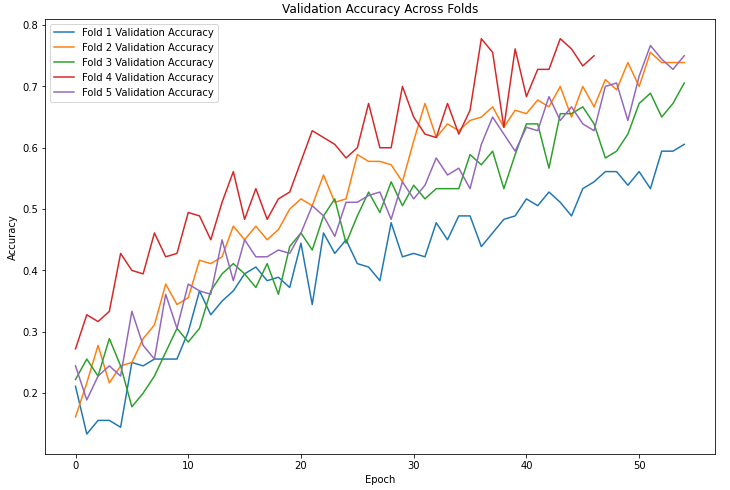 Validation Accuracy Across Folds
Fold 1 Validation Accuracy
Fold 2 Validation Accuracy
Fold 3 Validation Accuracy
Fold 4 Validation Accuracy
Fold 5 Validation Accuracy
Accuracy
0.8
0.7
0.6
0.5
0.4
0.3
0.2
0 10 20 30 40 50
Epoch